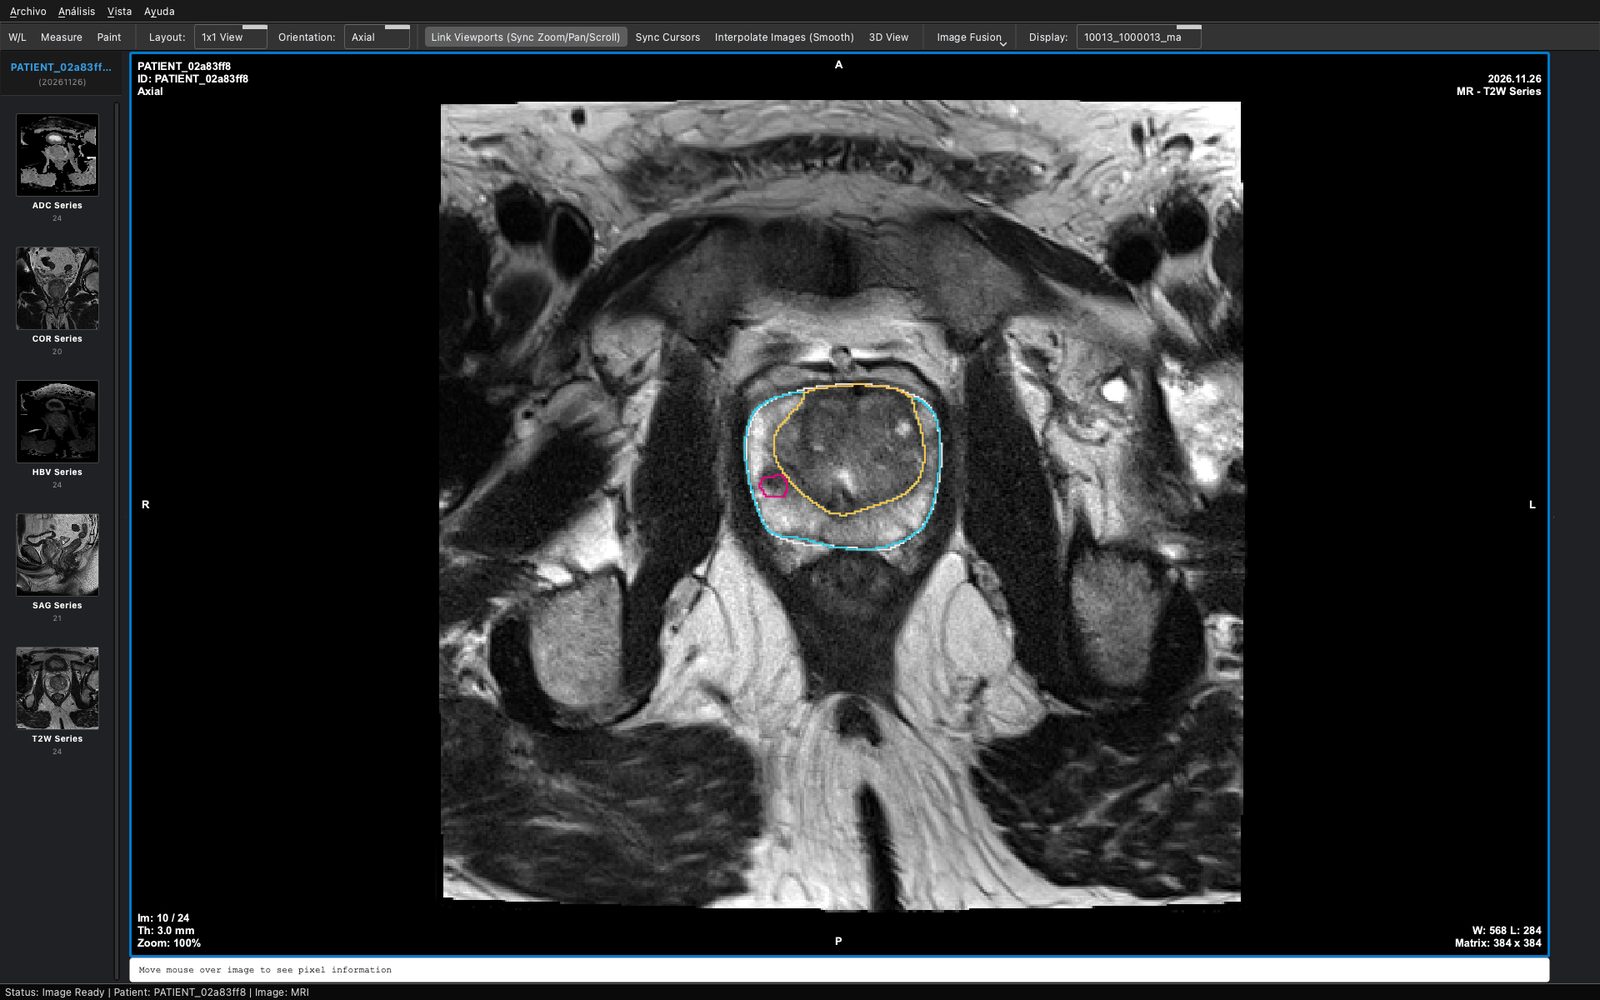 Archivo Análisis Vista Ayuda
W/L Measure Paint Layout: 1x1 View Orientation: Axial Link Viewports (Sync Zoom/Pan/Scroll) Sync Cursors Interpolate Images (Smooth) 3D View Image Fusion Display: 10013_1000013_ma
PATIENT_02a83ff...
(20261126)
ADC Series
24
COR Series
20
HBV Series
24
SAG Series
21
T2W Series
24
PATIENT_02a83ff8
ID: PATIENT_02a83ff8
Axial
A
2026.11.26
MR - T2W Series
R
L
Im: 10 / 24
Th: 3.0 mm
Zoom: 100%
P
W: 568 L: 284
Matrix: 384 x 384
Move mouse over image to see pixel information
Status: Image Ready | Patient: PATIENT_02a83ff8 | Image: MRI